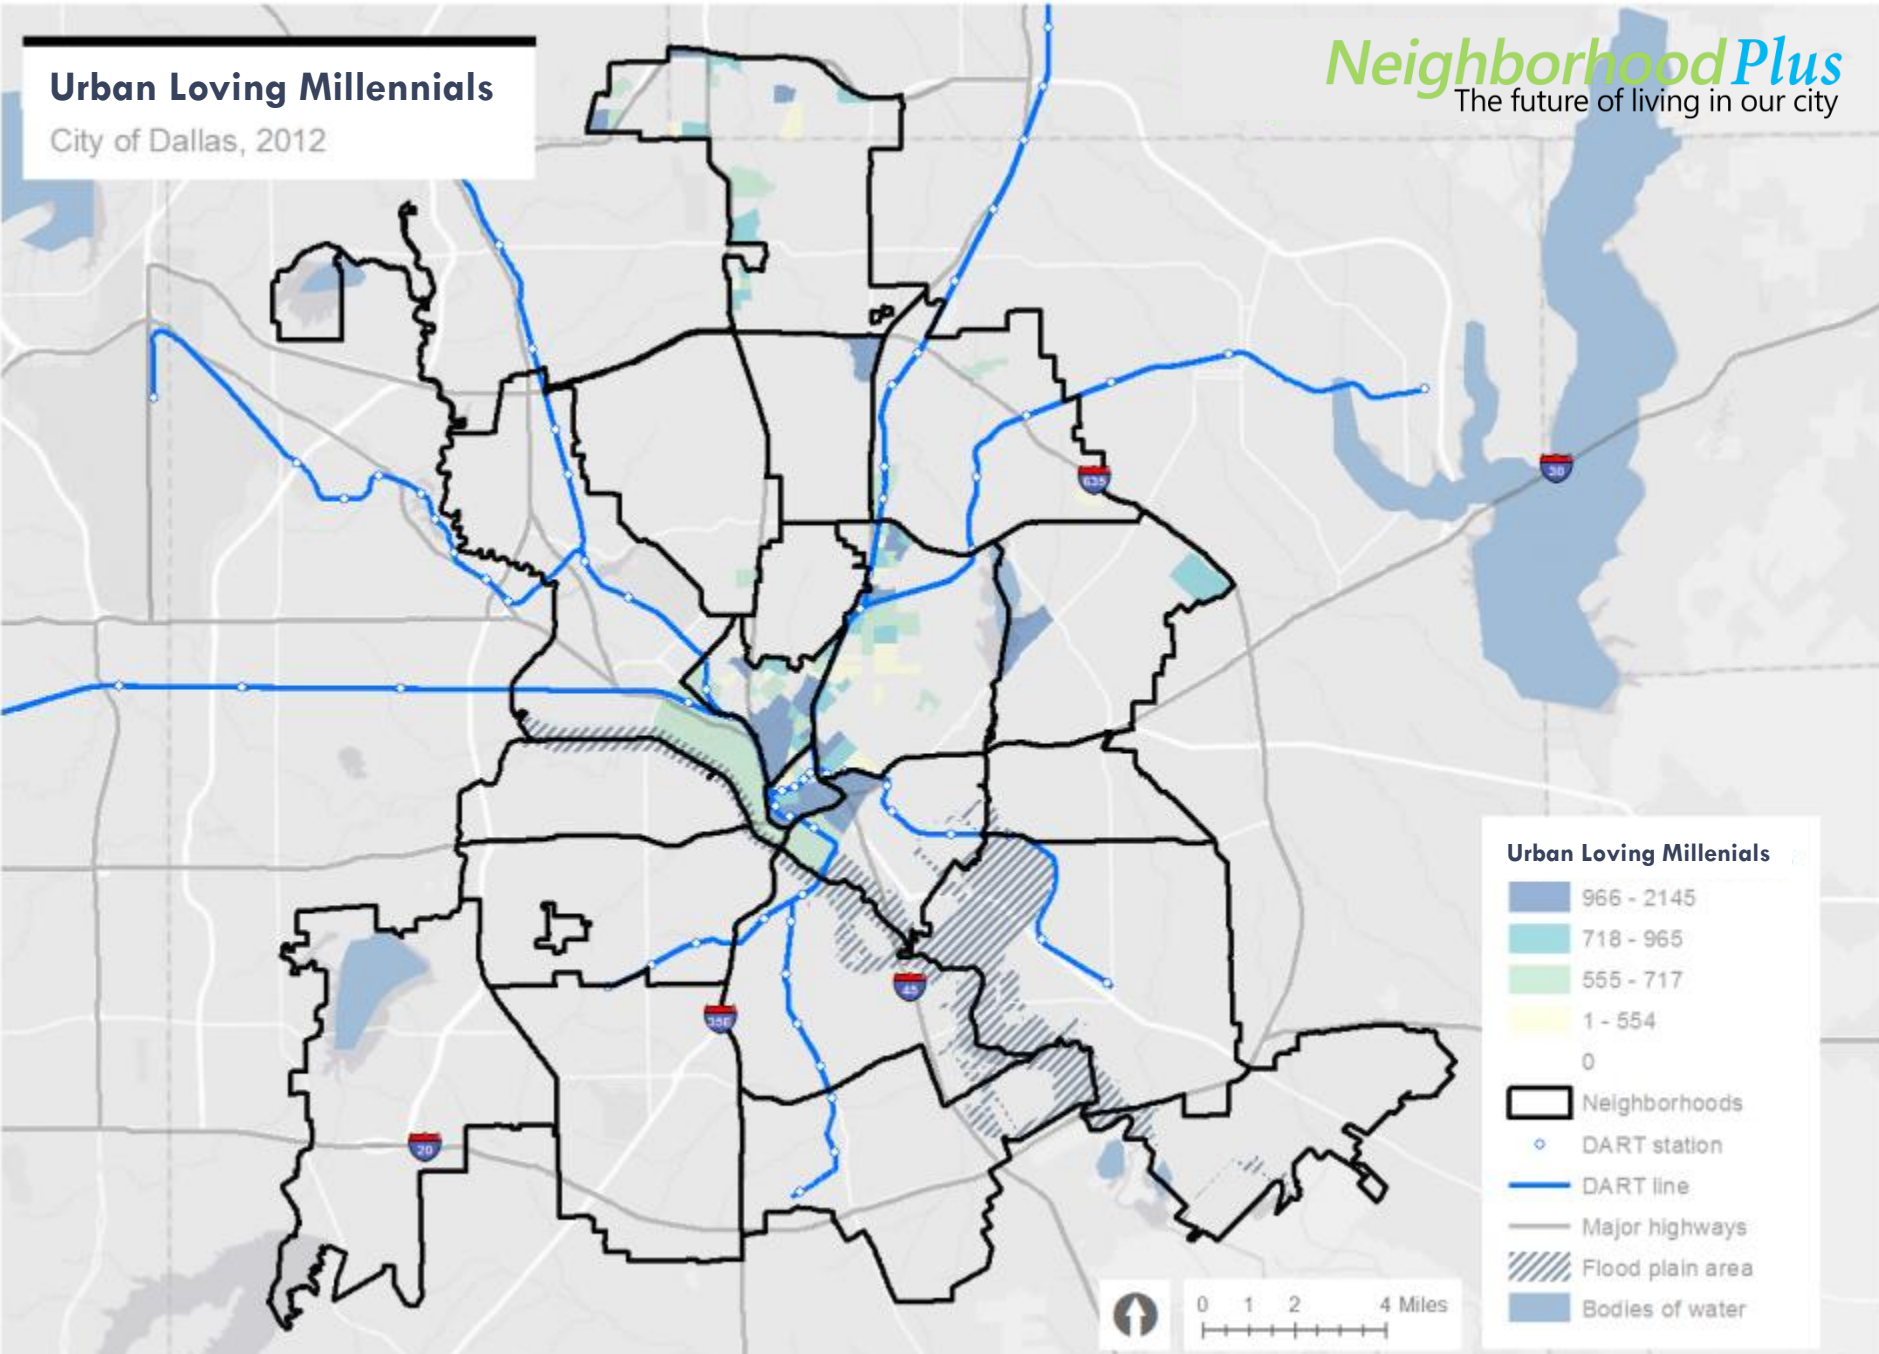 Urban Loving Millennials
City of Dallas, 2012
Neighborhood Plus
The future of living in our city
635
30
45
35E
20
Urban Loving Millenials
966 - 2145
718 - 965
555 - 717
1 - 554
0
Neighborhoods
DART station
DART line
Major highways
Flood plain area
Bodies of water
0 1 2 4 Miles